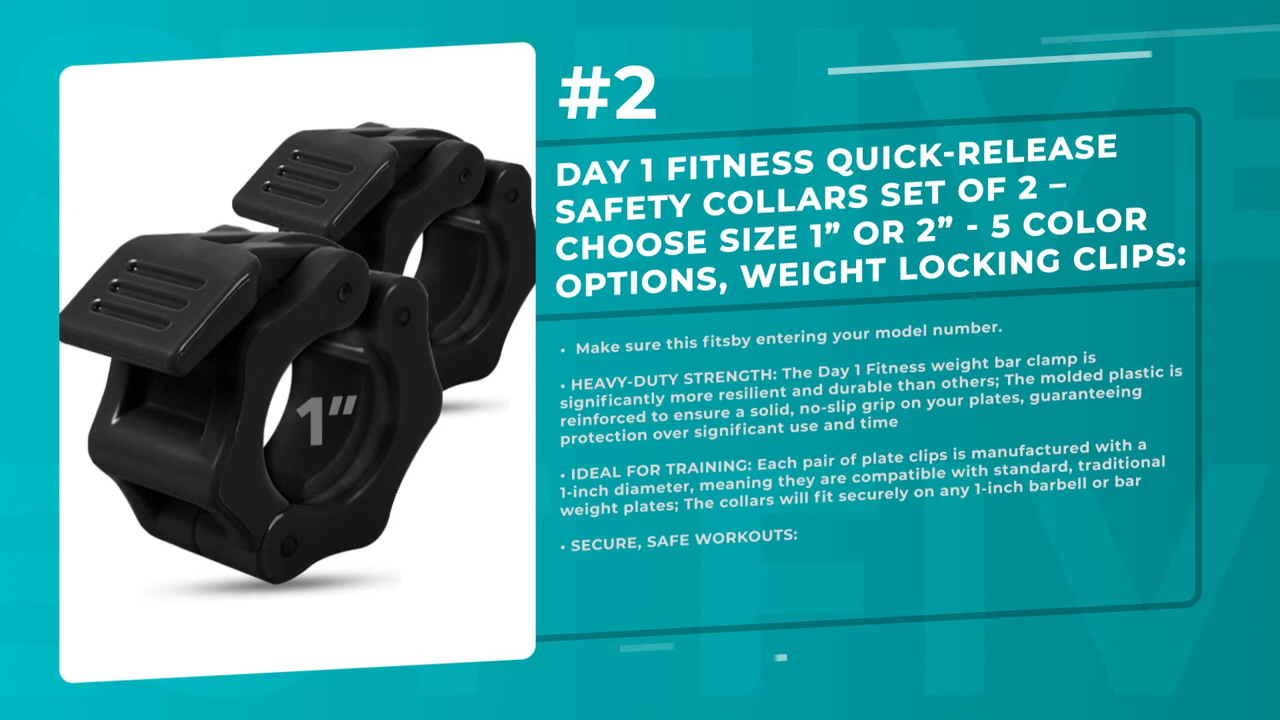 #2
DAY 1 FITNESS QUICK-RELEASE
SAFETY COLLARS SET OF 2 –
CHOOSE SIZE 1” OR 2” - 5 COLOR
OPTIONS, WEIGHT LOCKING CLIPS:
• Make sure this fitsby entering your model number.
• HEAVY-DUTY STRENGTH: The Day 1 Fitness weight bar clamp is
significantly more resilient and durable than others; The molded plastic is
reinforced to ensure a solid, no-slip grip on your plates, guaranteeing
protection over significant use and time
• IDEAL FOR TRAINING: Each pair of plate clips is manufactured with a
1-inch diameter, meaning they are compatible with standard, traditional
weight plates; The collars will fit securely on any 1-inch barbell or bar
• SECURE, SAFE WORKOUTS:
1”